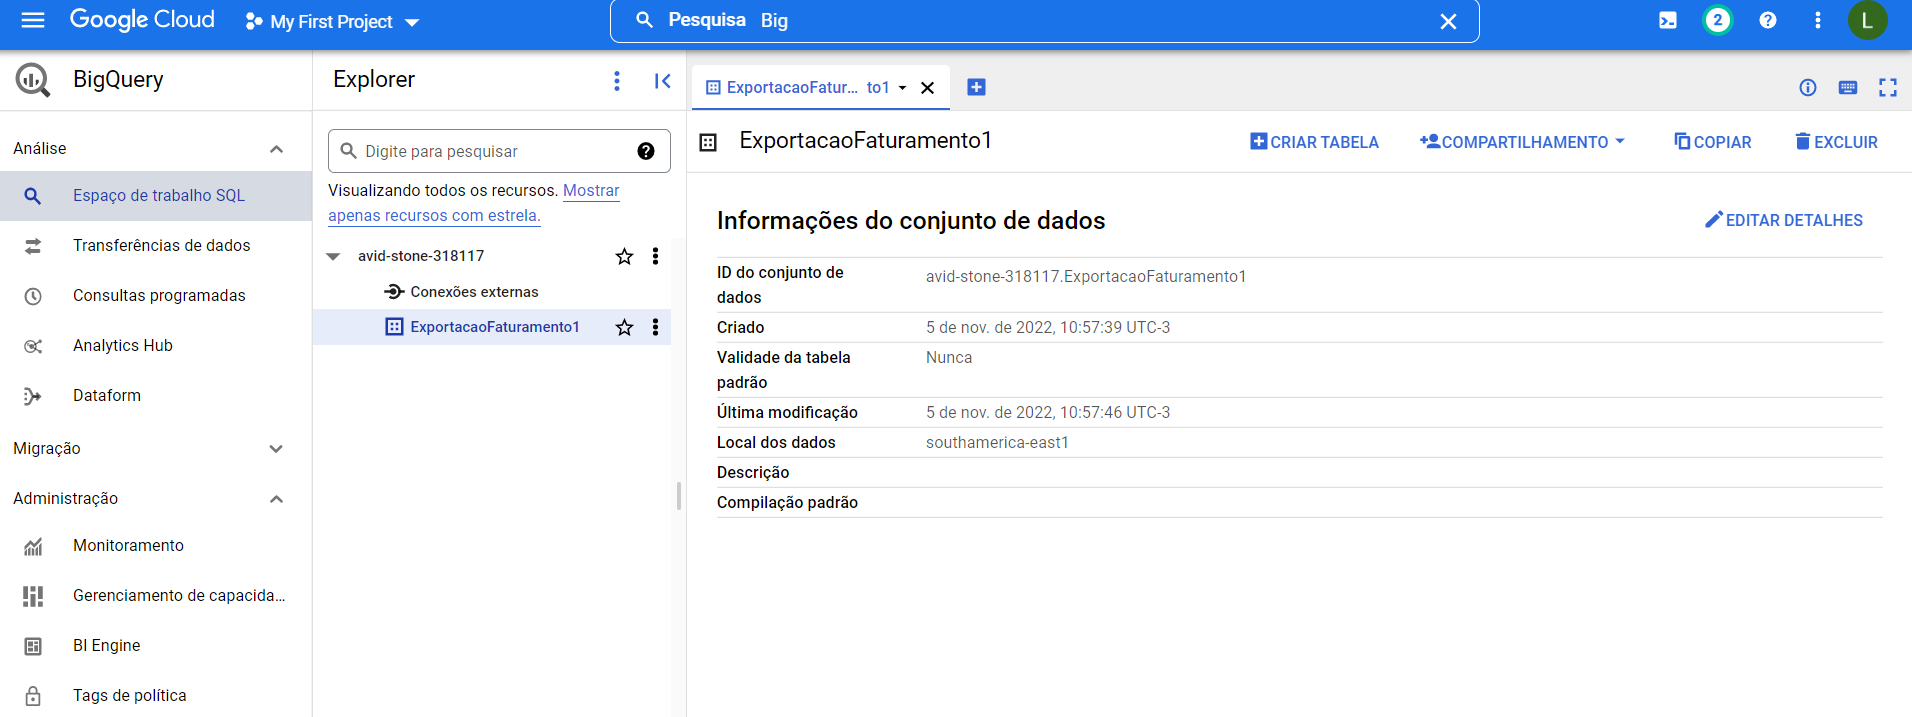 Google Cloud
My First Project
Pesquisa Big
2
L
BigQuery
Análise
Espaço de trabalho SQL
Transferências de dados
Consultas programadas
Analytics Hub
Dataform
Migração
Administração
Monitoramento
Gerenciamento de capacida...
BI Engine
Tags de política
Explorer
Digite para pesquisar
Visualizando todos os recursos. Mostrar
apenas recursos com estrela.
avid-stone-318117
Conexões externas
ExportacaoFaturamento1
ExportacaoFatur... to1
ExportacaoFaturamento1
CRIAR TABELA
COMPARTILHAMENTO
COPIAR
EXCLUIR
Informações do conjunto de dados
EDITAR DETALHES
ID do conjunto de
dados
avid-stone-318117.ExportacaoFaturamento1
Criado
5 de nov. de 2022, 10:57:39 UTC-3
Validade da tabela
padrão
Nunca
Última modificação
5 de nov. de 2022, 10:57:46 UTC-3
Local dos dados
southamerica-east1
Descrição
Compilação padrão